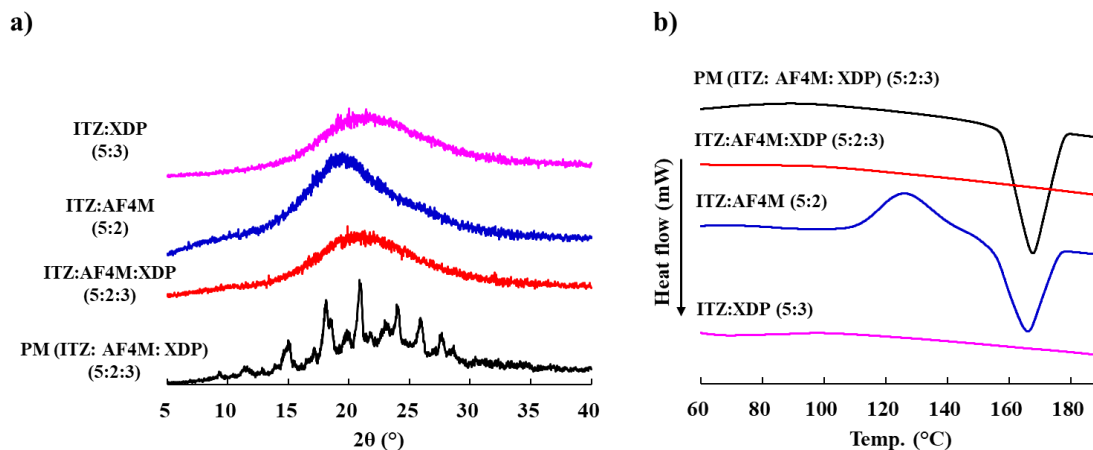 a)
ITZ:XDP
(5:3)
ITZ:AF4M
(5:2)
ITZ:AF4M:XDP
(5:2:3)
PM (ITZ: AF4M: XDP)
(5:2:3)
5 10 15 20 25 30 35 40
2θ (°)
b)
PM (ITZ: AF4M: XDP) (5:2:3)
ITZ:AF4M:XDP (5:2:3)
ITZ:AF4M (5:2)
ITZ:XDP (5:3)
Heat flow (mW)
60 80 100 120 140 160 180
Temp. (°C)